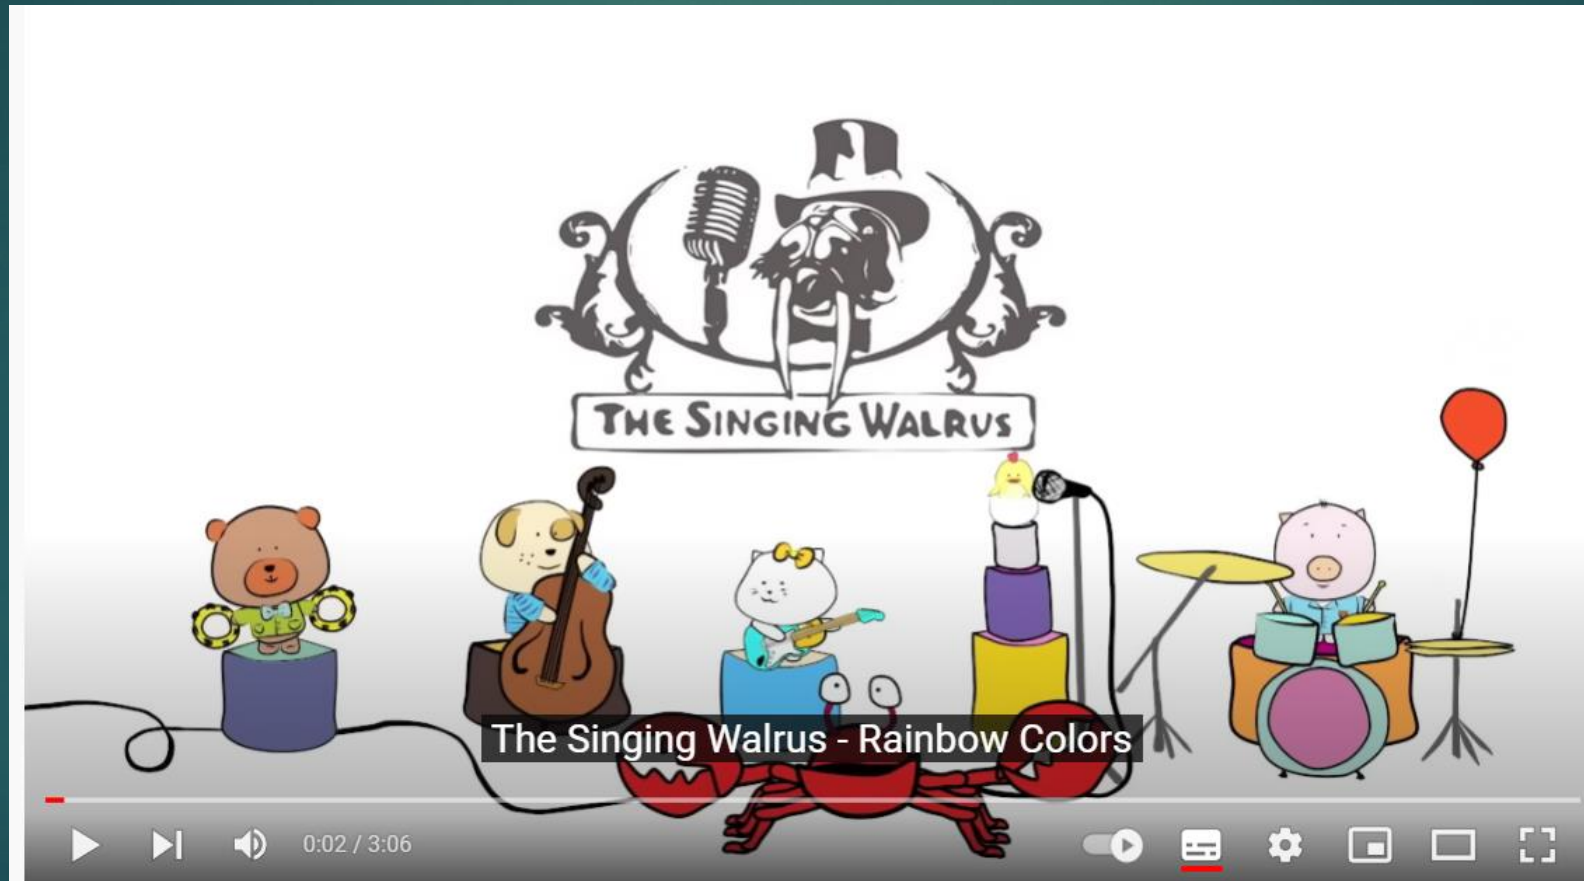 THE SINGING WALRUS
The Singing Walrus - Rainbow Colors
0:02 / 3:06